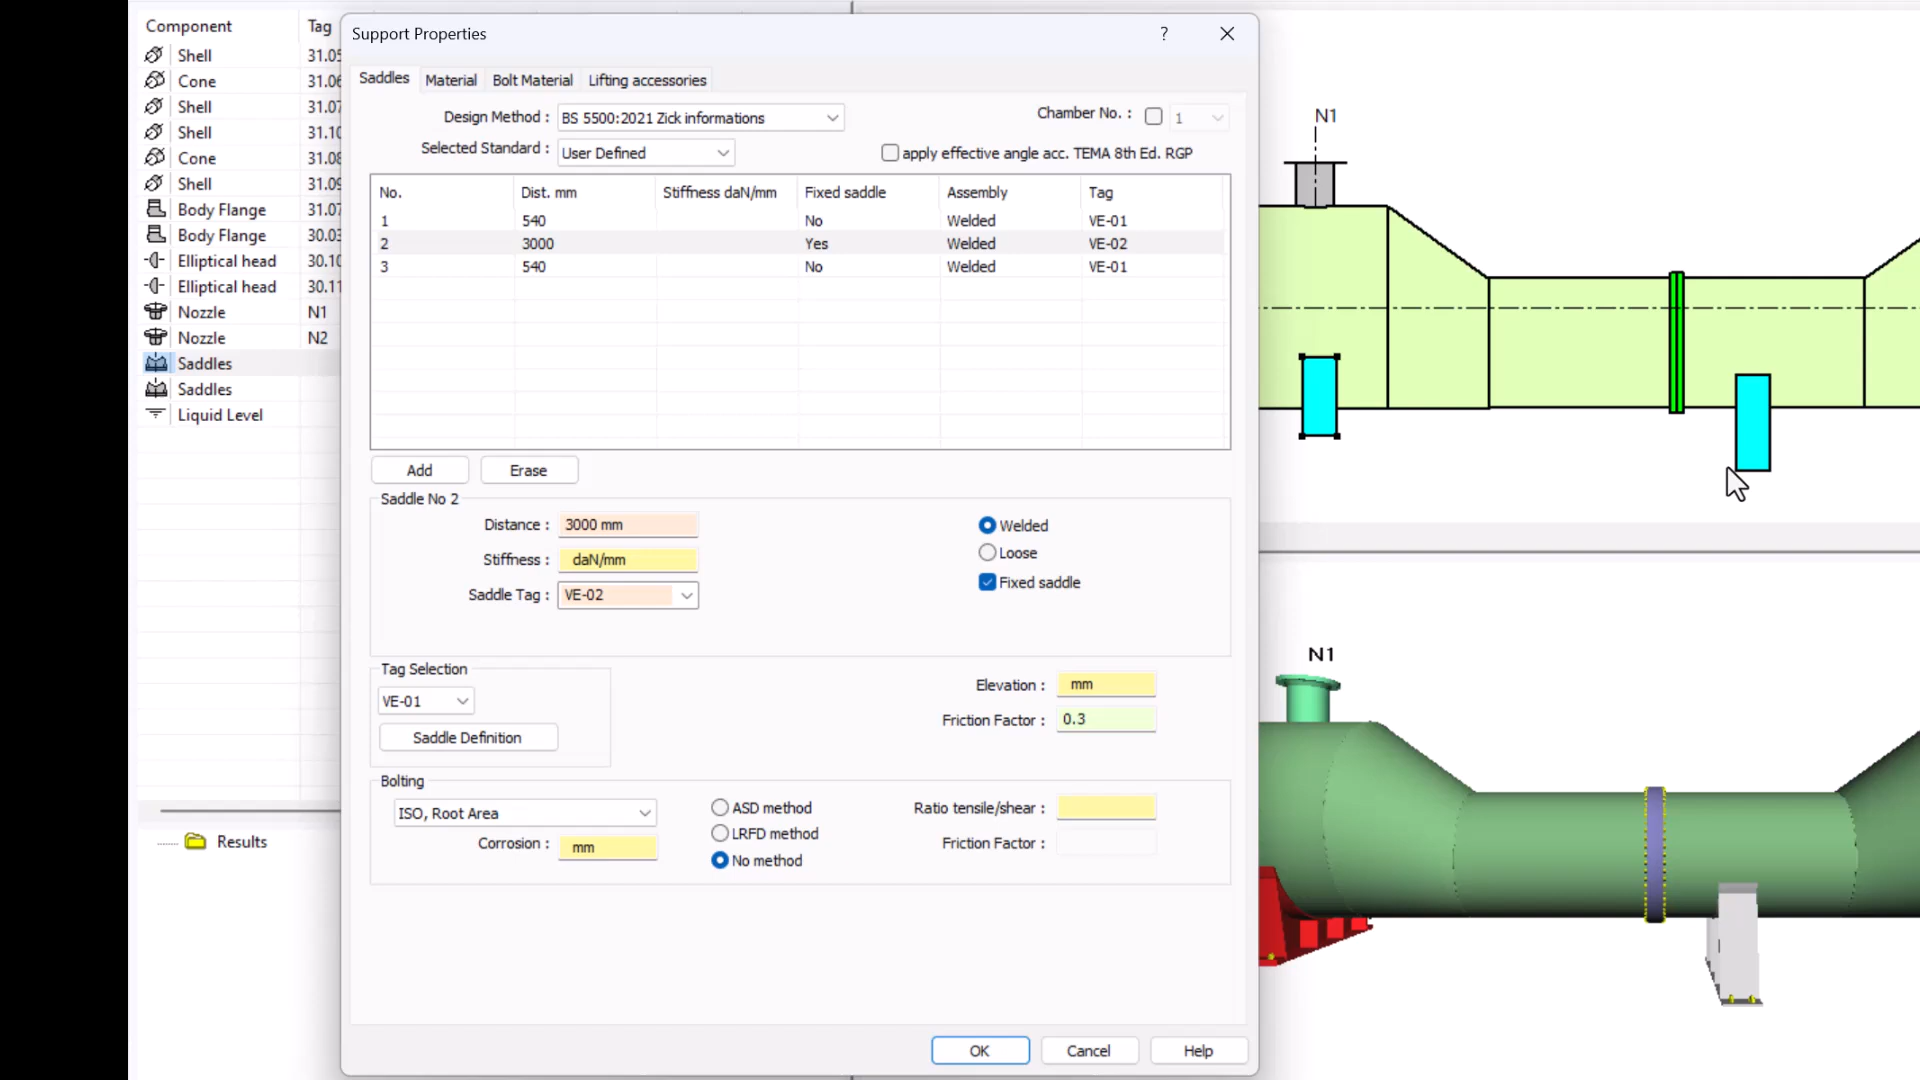 Component Tag
Shell 31.05
Cone 31.06
Shell 31.07
Shell 31.10
Cone 31.08
Shell 31.09
Body Flange 31.07
Body Flange 30.03
Elliptical head 30.10
Elliptical head 30.11
Nozzle N1
Nozzle N2
Saddles
Saddles
Liquid Level
Results
Support Properties ?
Saddles Material Bolt Material Lifting accessories
Design Method : BS 5500:2021 Zick informations Chamber No. : 1
Selected Standard : User Defined apply effective angle acc. TEMA 8th Ed. RGP
No. Dist. mm Stiffness daN/mm Fixed saddle Assembly Tag
1 540 No Welded VE-01
2 3000 Yes Welded VE-02
3 540 No Welded VE-01
Add Erase
Saddle No 2
Distance : 3000 mm Welded
Stiffness : daN/mm Loose
Saddle Tag : VE-02 Fixed saddle
Tag Selection
VE-01
Saddle Definition
Elevation : mm
Friction Factor : 0.3
Bolting
ISO, Root Area ASD method Ratio tensile/shear :
Corrosion : mm LRFD method Friction Factor :
No method
OK Cancel Help
N1
N1